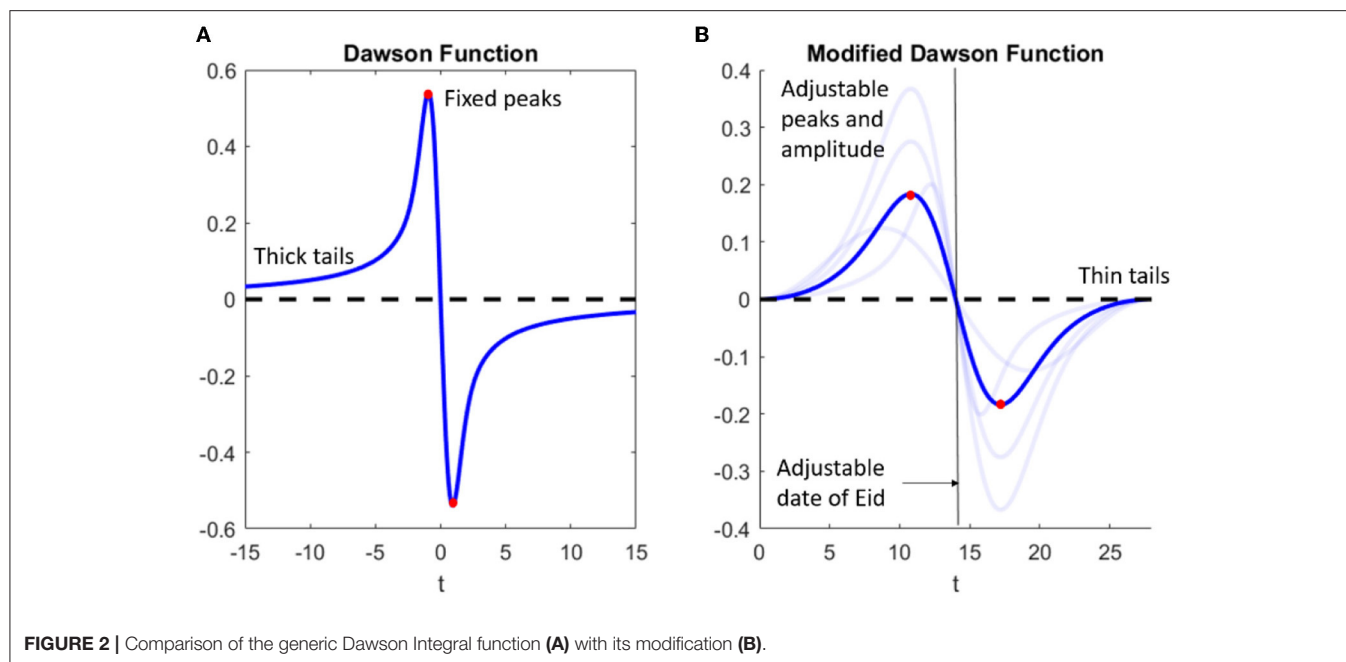 A
Dawson Function
0.6
0.4
0.2
0
-0.2
-0.4
-0.6
Fixed peaks
Thick tails
-15 -10 -5 0 5 10 15
t
B
Modified Dawson Function
0.4
0.3
0.2
0.1
0
-0.1
-0.2
-0.3
-0.4
Adjustable
peaks and
amplitude
Thin tails
Adjustable
date of Eid
0 5 10 15 20 25
t
FIGURE 2 | Comparison of the generic Dawson Integral function (A) with its modification (B).